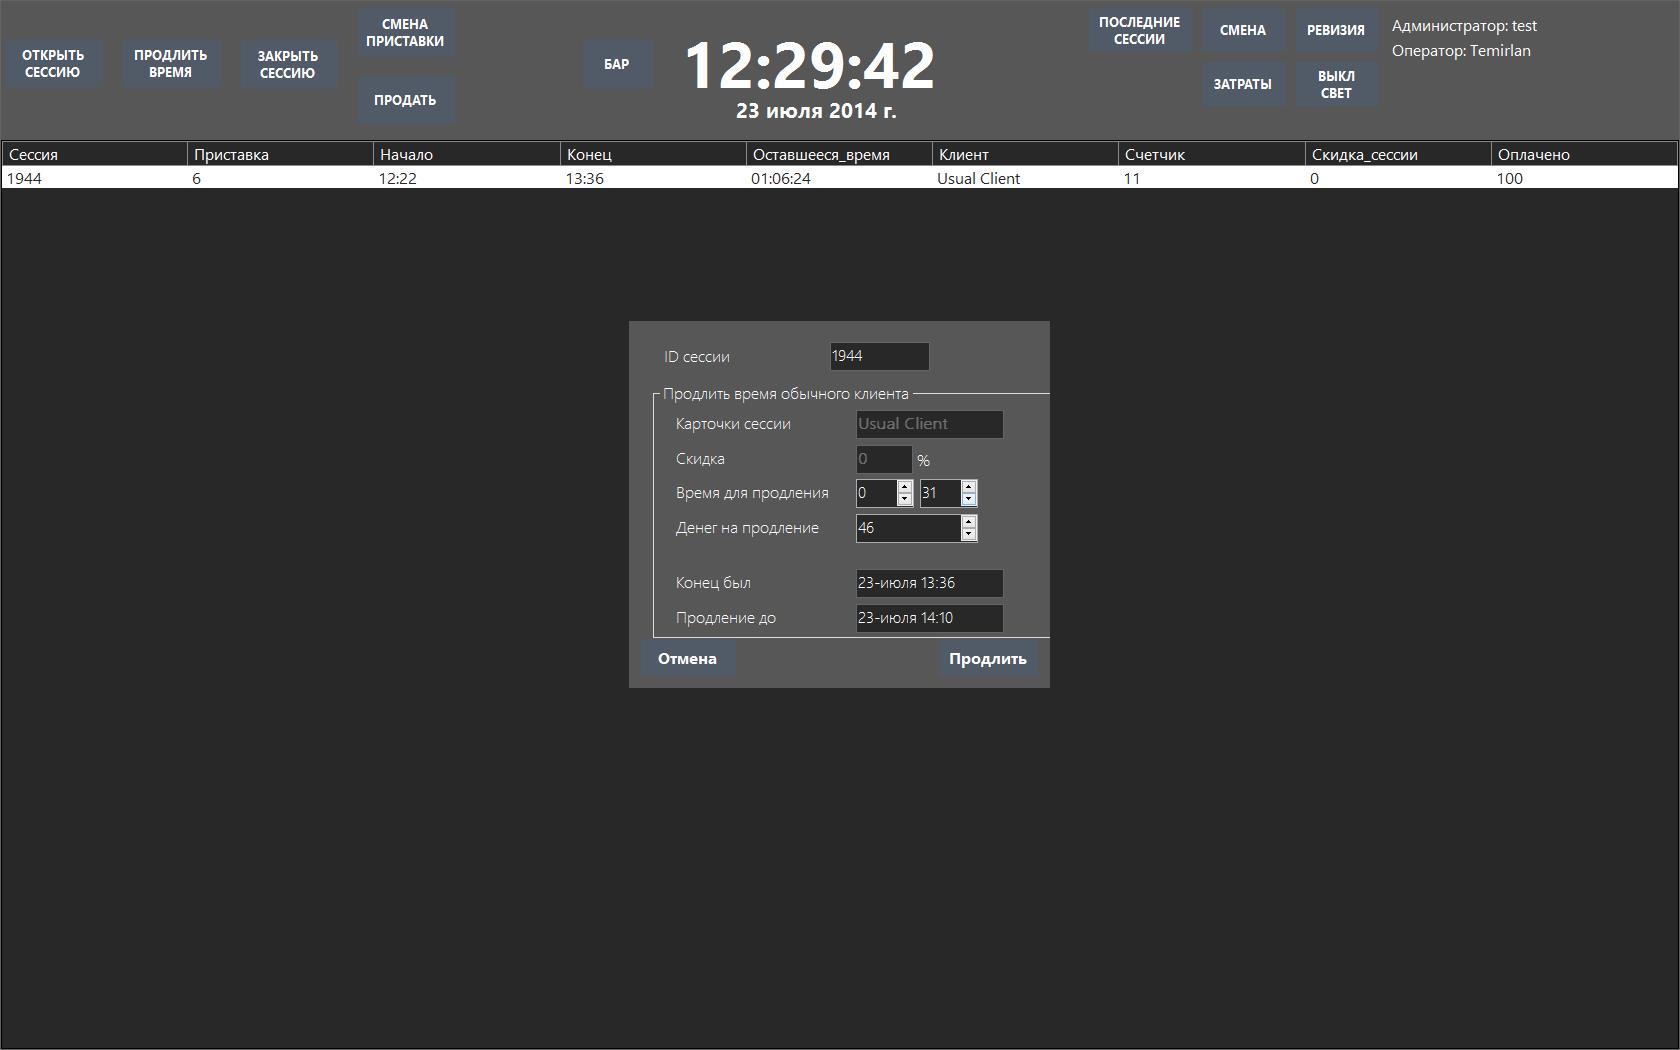 ОТКРЫТЬ
СЕССИЮ
ПРОДЛИТЬ
ВРЕМЯ
ЗАКРЫТЬ
СЕССИЮ
СМЕНА
ПРИСТАВКИ
ПРОДАТЬ
БАР
12:29:42
23 июля 2014 г.
ПОСЛЕДНИЕ
СЕССИИ
СМЕНА
РЕВИЗИЯ
ЗАТРАТЫ
ВЫКЛ
СВЕТ
Администратор: test
Оператор: Temirlan
Сессия Приставка Начало Конец Оставшееся_время Клиент Счетчик Скидка_сессии Оплачено
1944 6 12:22 13:36 01:06:24 Usual Client 11 0 100
ID сессии 1944
Продлить время обычного клиента
Карточки сессии Usual Client
Скидка 0 %
Время для продления 0 31
Денег на продление 46
Конец был 23-июля 13:36
Продление до 23-июля 14:10
Отмена Продлить